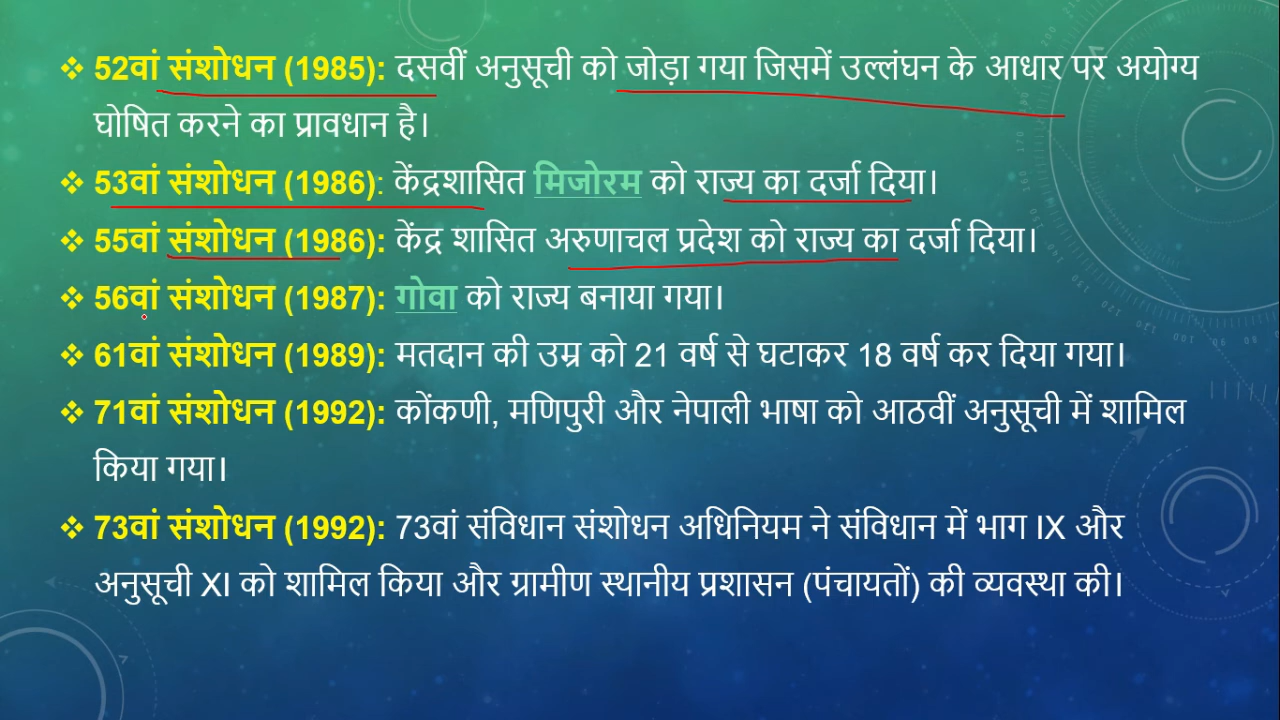 ❖ 52वां संशोधन (1985): दसवीं अनुसूची को जोड़ा गया जिसमें उल्लंघन के आधार पर अयोग्य
घोषित करने का प्रावधान है।
❖ 53वां संशोधन (1986): केंद्रशासित मिजोरम को राज्य का दर्जा दिया।
❖ 55वां संशोधन (1986): केंद्र शासित अरुणाचल प्रदेश को राज्य का दर्जा दिया।
❖ 56वां संशोधन (1987): गोवा को राज्य बनाया गया।
❖ 61वां संशोधन (1989): मतदान की उम्र को 21 वर्ष से घटाकर 18 वर्ष कर दिया गया।
❖ 71वां संशोधन (1992): कोंकणी, मणिपुरी और नेपाली भाषा को आठवीं अनुसूची में शामिल
किया गया।
❖ 73वां संशोधन (1992): 73वां संविधान संशोधन अधिनियम ने संविधान में भाग IX और
अनुसूची XI को शामिल किया और ग्रामीण स्थानीय प्रशासन (पंचायतों) की व्यवस्था की।